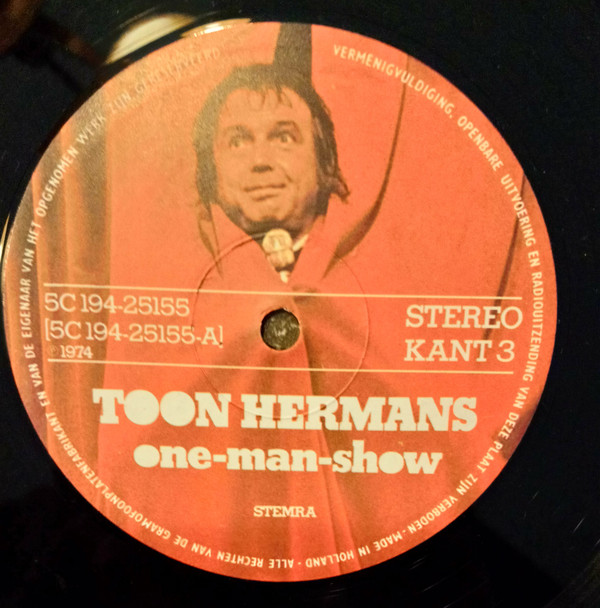 5C 194-25155
[5C 194-25155-A]
℗ 1974
STEREO
KANT 3
TOON HERMANS
one-man-show
STEMRA
MADE IN HOLLAND - ALLE RECHTEN VAN DE GRAMOFOONPLATENFABRIKANT EN VAN DE EIGENAAR VAN HET OPGENOMEN WERK ZIJN GERESERVEERD
VERMENIGVULDIGING, OPENBARE UITVOERING EN RADIOUITZENDING VAN DEZE PLAAT ZIJN VERBODEN -